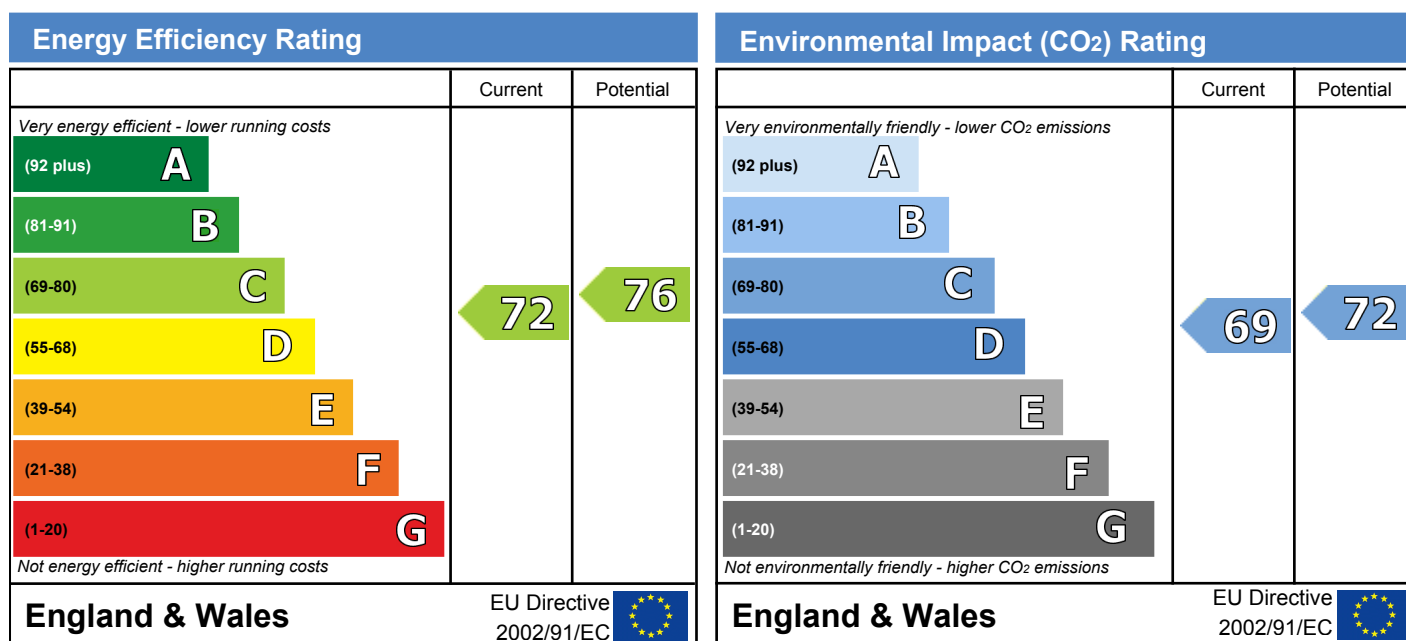 Energy Efficiency Rating
Current Potential
Very energy efficient - lower running costs
(92 plus) A
(81-91) B
(69-80) C
(55-68) D
(39-54) E
(21-38) F
(1-20) G
72
76
Not energy efficient - higher running costs
England & Wales
EU Directive
2002/91/EC
Environmental Impact (CO2) Rating
Current Potential
Very environmentally friendly - lower CO2 emissions
(92 plus) A
(81-91) B
(69-80) C
(55-68) D
(39-54) E
(21-38) F
(1-20) G
69
72
Not environmentally friendly - higher CO2 emissions
England & Wales
EU Directive
2002/91/EC